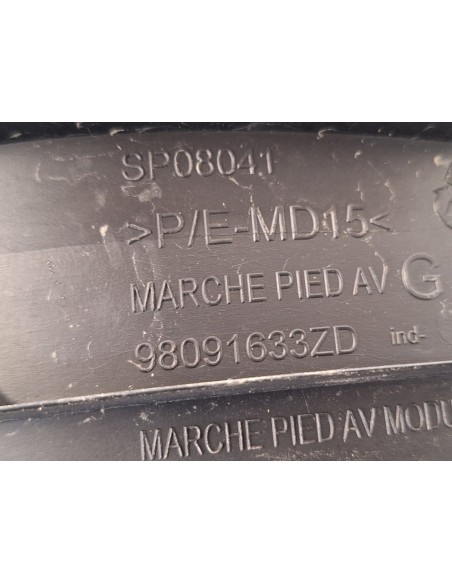 SP08041
>P/E-MD15<
MARCHE PIED AV G
98091633ZD ind-
MARCHE PIED AV MODU